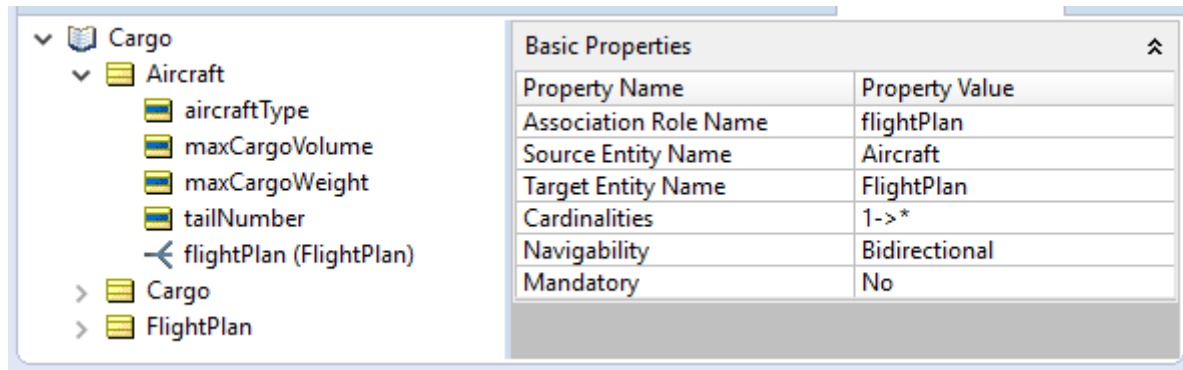 Cargo
Aircraft
aircraftType
maxCargoVolume
maxCargoWeight
tailNumber
flightPlan (FlightPlan)
Cargo
FlightPlan
Basic Properties
Property Name Property Value
Association Role Name flightPlan
Source Entity Name Aircraft
Target Entity Name FlightPlan
Cardinalities 1->*
Navigability Bidirectional
Mandatory No